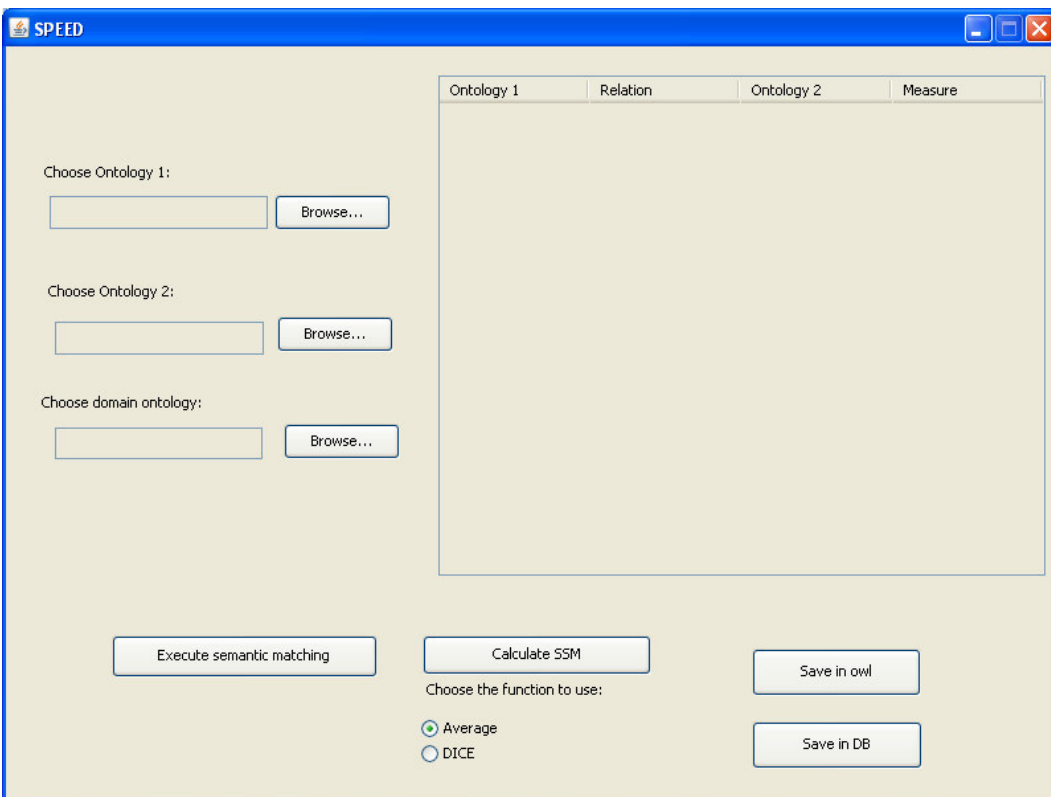 SPEED
Ontology 1 Relation Ontology 2 Measure
Choose Ontology 1:
Browse...
Choose Ontology 2:
Browse...
Choose domain ontology:
Browse...
Execute semantic matching
Calculate SSM
Choose the function to use:
Average
DICE
Save in owl
Save in DB